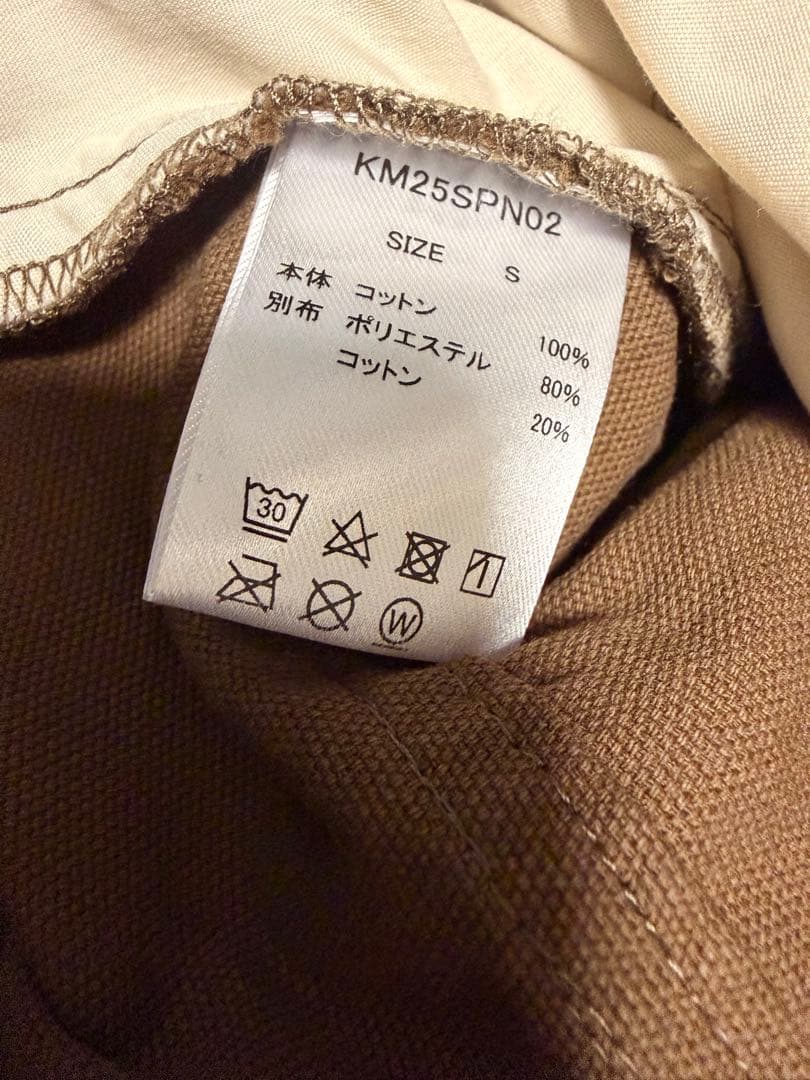 KM25SPN02
SIZE S
本体 コットン 100%
別布 ポリエステル 80%
コットン 20%
30
W